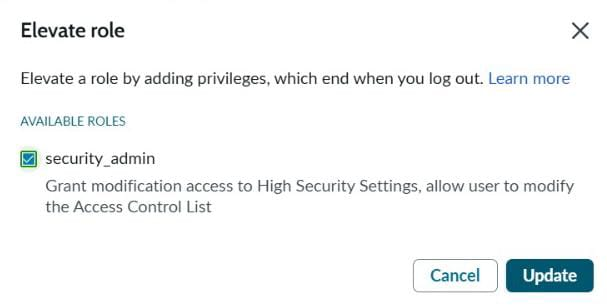 Elevate role
Elevate a role by adding privileges, which end when you log out. Learn more
AVAILABLE ROLES
security_admin
Grant modification access to High Security Settings, allow user to modify
the Access Control List
Cancel Update